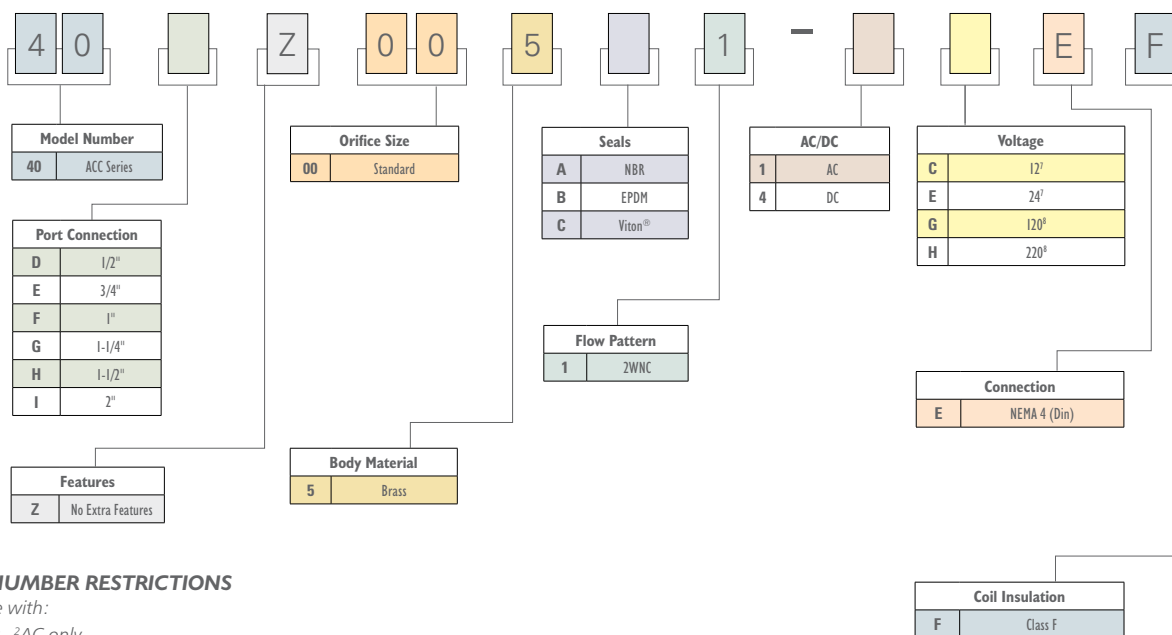 4 0 Z 0 0 5 1 – E F
Model Number
40 ACC Series
Orifice Size
00 Standard
Seals
A NBR
B EPDM
C Viton®
AC/DC
1 AC
4 DC
Voltage
C 12⁷
E 24⁷
G 120⁸
H 220⁸
Port Connection
D 1/2"
E 3/4"
F 1"
G 1-1/4"
H 1-1/2"
I 2"
Flow Pattern
1 2WNC
Connection
E NEMA 4 (Din)
Features
Z No Extra Features
Body Material
5 Brass
NUMBER RESTRICTIONS
with:
²AC only
Coil Insulation
F Class F